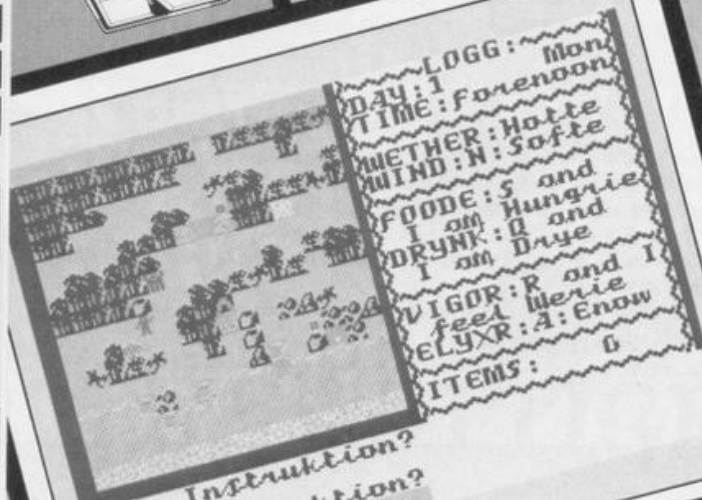 LOGG:
DAY:1 Mon
TIME:Forenoon
WETHER:Hotte
WIND:N:Softe
FOODE:S and
I am Hungrie
DRYNK:Q and
I am Drye
VIGOR:R and I
feel Werie
ELYXR:A:Enow
ITEMS: G
Instruktion?
ktion?